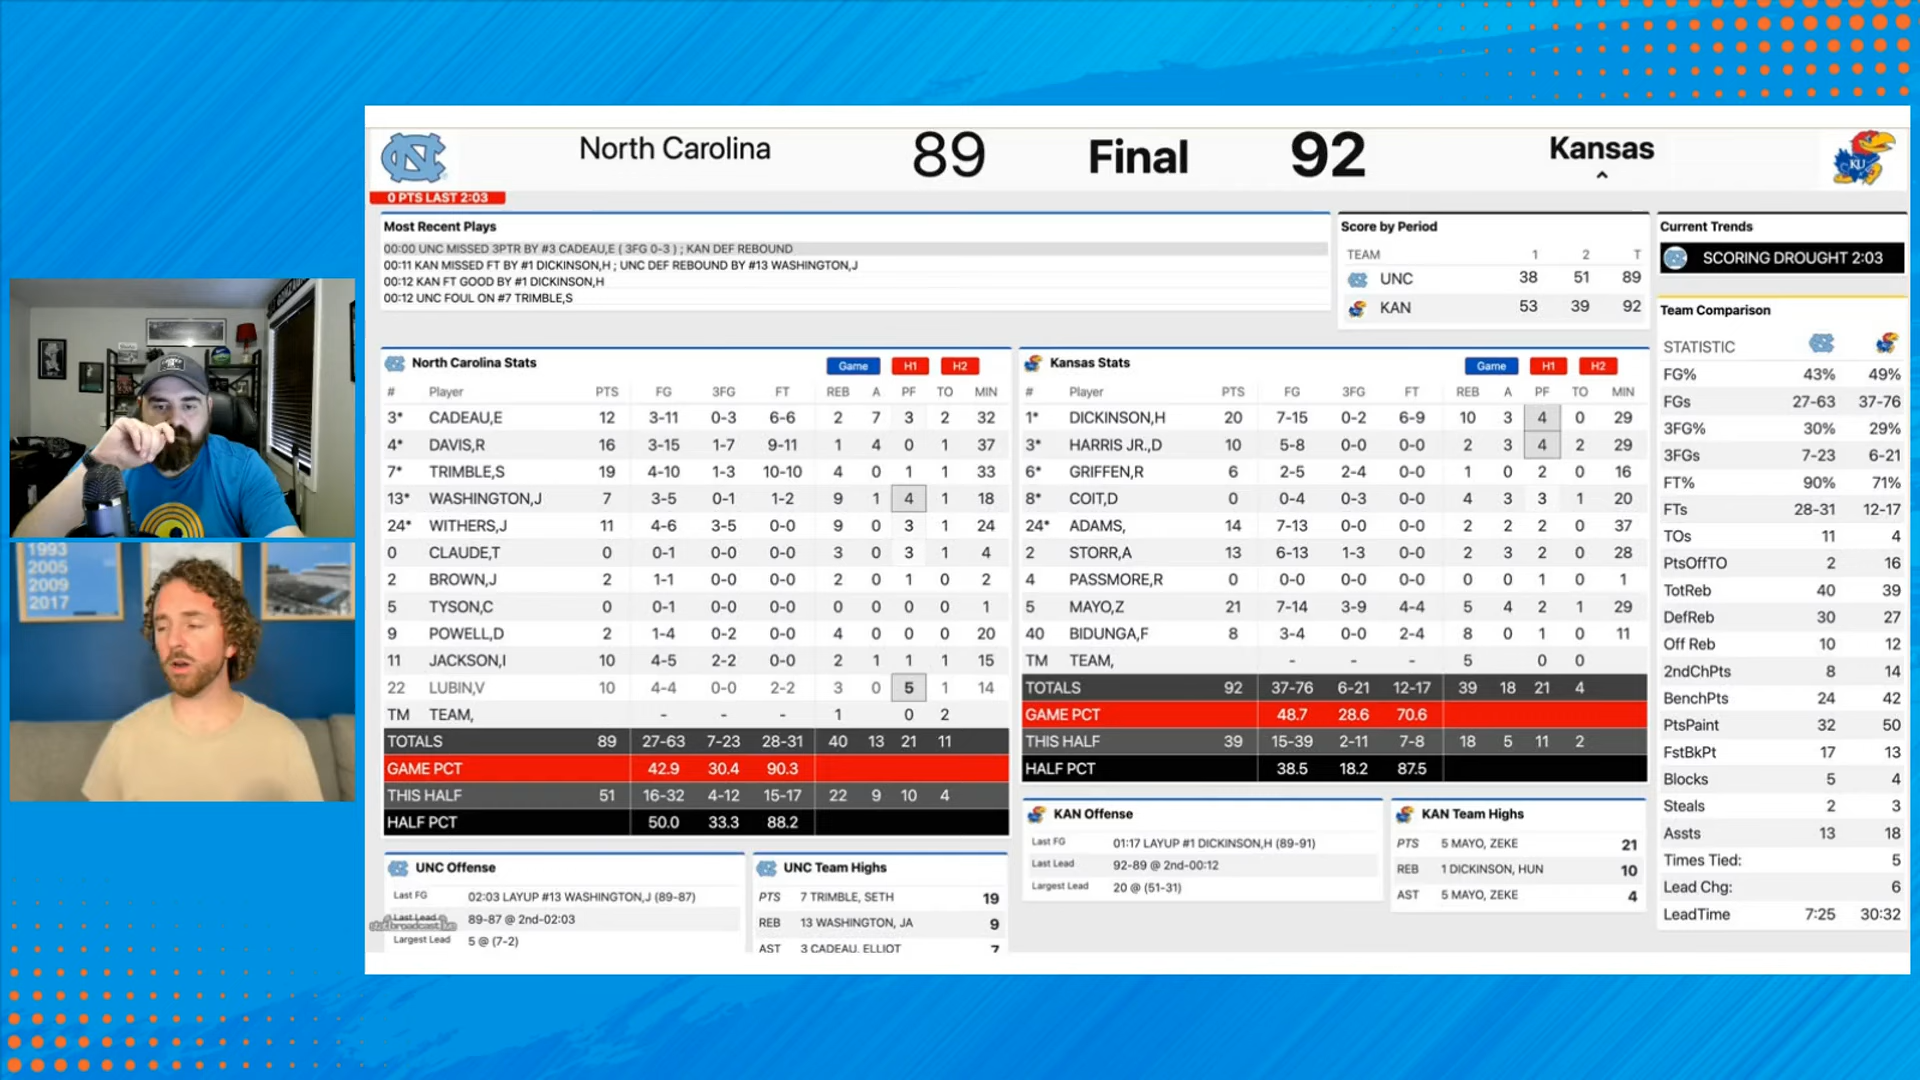 North Carolina 89 Final 92 Kansas
0 PTS LAST 2:03
Most Recent Plays
00:00 UNC MISSED 3PTR BY #3 CADEAU,E ( 3FG 0-3 ) ; KAN DEF REBOUND
00:11 KAN MISSED FT BY #1 DICKINSON,H ; UNC DEF REBOUND BY #13 WASHINGTON,J
00:12 KAN FT GOOD BY #1 DICKINSON,H
00:12 UNC FOUL ON #7 TRIMBLE,S
Score by Period
TEAM 1 2 T
UNC 38 51 89
KAN 53 39 92
Current Trends
SCORING DROUGHT 2:03
North Carolina Stats Game H1 H2
# Player PTS FG 3FG FT REB A PF TO MIN
3* CADEAU,E 12 3-11 0-3 6-6 2 7 3 2 32
4* DAVIS,R 16 3-15 1-7 9-11 1 4 0 1 37
7* TRIMBLE,S 19 4-10 1-3 10-10 4 0 1 1 33
13* WASHINGTON,J 7 3-5 0-1 1-2 9 1 4 1 18
24* WITHERS,J 11 4-6 3-5 0-0 9 0 3 1 24
0 CLAUDE,T 0 0-1 0-0 0-0 3 0 3 1 4
2 BROWN,J 2 1-1 0-0 0-0 2 0 1 0 2
5 TYSON,C 0 0-1 0-0 0-0 0 0 0 0 1
9 POWELL,D 2 1-4 0-2 0-0 4 0 0 0 20
11 JACKSON,I 10 4-5 2-2 0-0 2 1 1 1 15
22 LUBIN,V 10 4-4 0-0 2-2 3 0 5 1 14
TM TEAM, - - - 1 0 2
TOTALS 89 27-63 7-23 28-31 40 13 21 11
GAME PCT 42.9 30.4 90.3
THIS HALF 51 16-32 4-12 15-17 22 9 10 4
HALF PCT 50.0 33.3 88.2
Kansas Stats Game H1 H2
# Player PTS FG 3FG FT REB A PF TO MIN
1* DICKINSON,H 20 7-15 0-2 6-9 10 3 4 0 29
3* HARRIS JR.,D 10 5-8 0-0 0-0 2 3 4 2 29
6* GRIFFEN,R 6 2-5 2-4 0-0 1 0 2 0 16
8* COIT,D 0 0-4 0-3 0-0 4 3 3 1 20
24* ADAMS, 14 7-13 0-0 0-0 2 2 2 0 37
2 STORR,A 13 6-13 1-3 0-0 2 3 2 0 28
4 PASSMORE,R 0 0-0 0-0 0-0 0 0 1 0 1
5 MAYO,Z 21 7-14 3-9 4-4 5 4 2 1 29
40 BIDUNGA,F 8 3-4 0-0 2-4 8 0 1 0 11
TM TEAM, - - - 5 0 0
TOTALS 92 37-76 6-21 12-17 39 18 21 4
GAME PCT 48.7 28.6 70.6
THIS HALF 39 15-39 2-11 7-8 18 5 11 2
HALF PCT 38.5 18.2 87.5
Team Comparison
STATISTIC
FG% 43% 49%
FGs 27-63 37-76
3FG% 30% 29%
3FGs 7-23 6-21
FT% 90% 71%
FTs 28-31 12-17
TOs 11 4
PtsOffTO 2 16
TotReb 40 39
DefReb 30 27
Off Reb 10 12
2ndChPts 8 14
BenchPts 24 42
PtsPaint 32 50
FstBkPt 17 13
Blocks 5 4
Steals 2 3
Assts 13 18
Times Tied: 5
Lead Chg: 6
LeadTime 7:25 30:32
UNC Offense
Last FG 02:03 LAYUP #13 WASHINGTON,J (89-87)
Last Lead 89-87 @ 2nd-02:03
Largest Lead 5 @ (7-2)
statbroadcast live
UNC Team Highs
PTS 7 TRIMBLE, SETH 19
REB 13 WASHINGTON, JA 9
AST 3 CADEAU, ELLIOT 7
KAN Offense
Last FG 01:17 LAYUP #1 DICKINSON,H (89-91)
Last Lead 92-89 @ 2nd-00:12
Largest Lead 20 @ (51-31)
KAN Team Highs
PTS 5 MAYO, ZEKE 21
REB 1 DICKINSON, HUN 10
AST 5 MAYO, ZEKE 4
KU
1993
2005
2009
2017